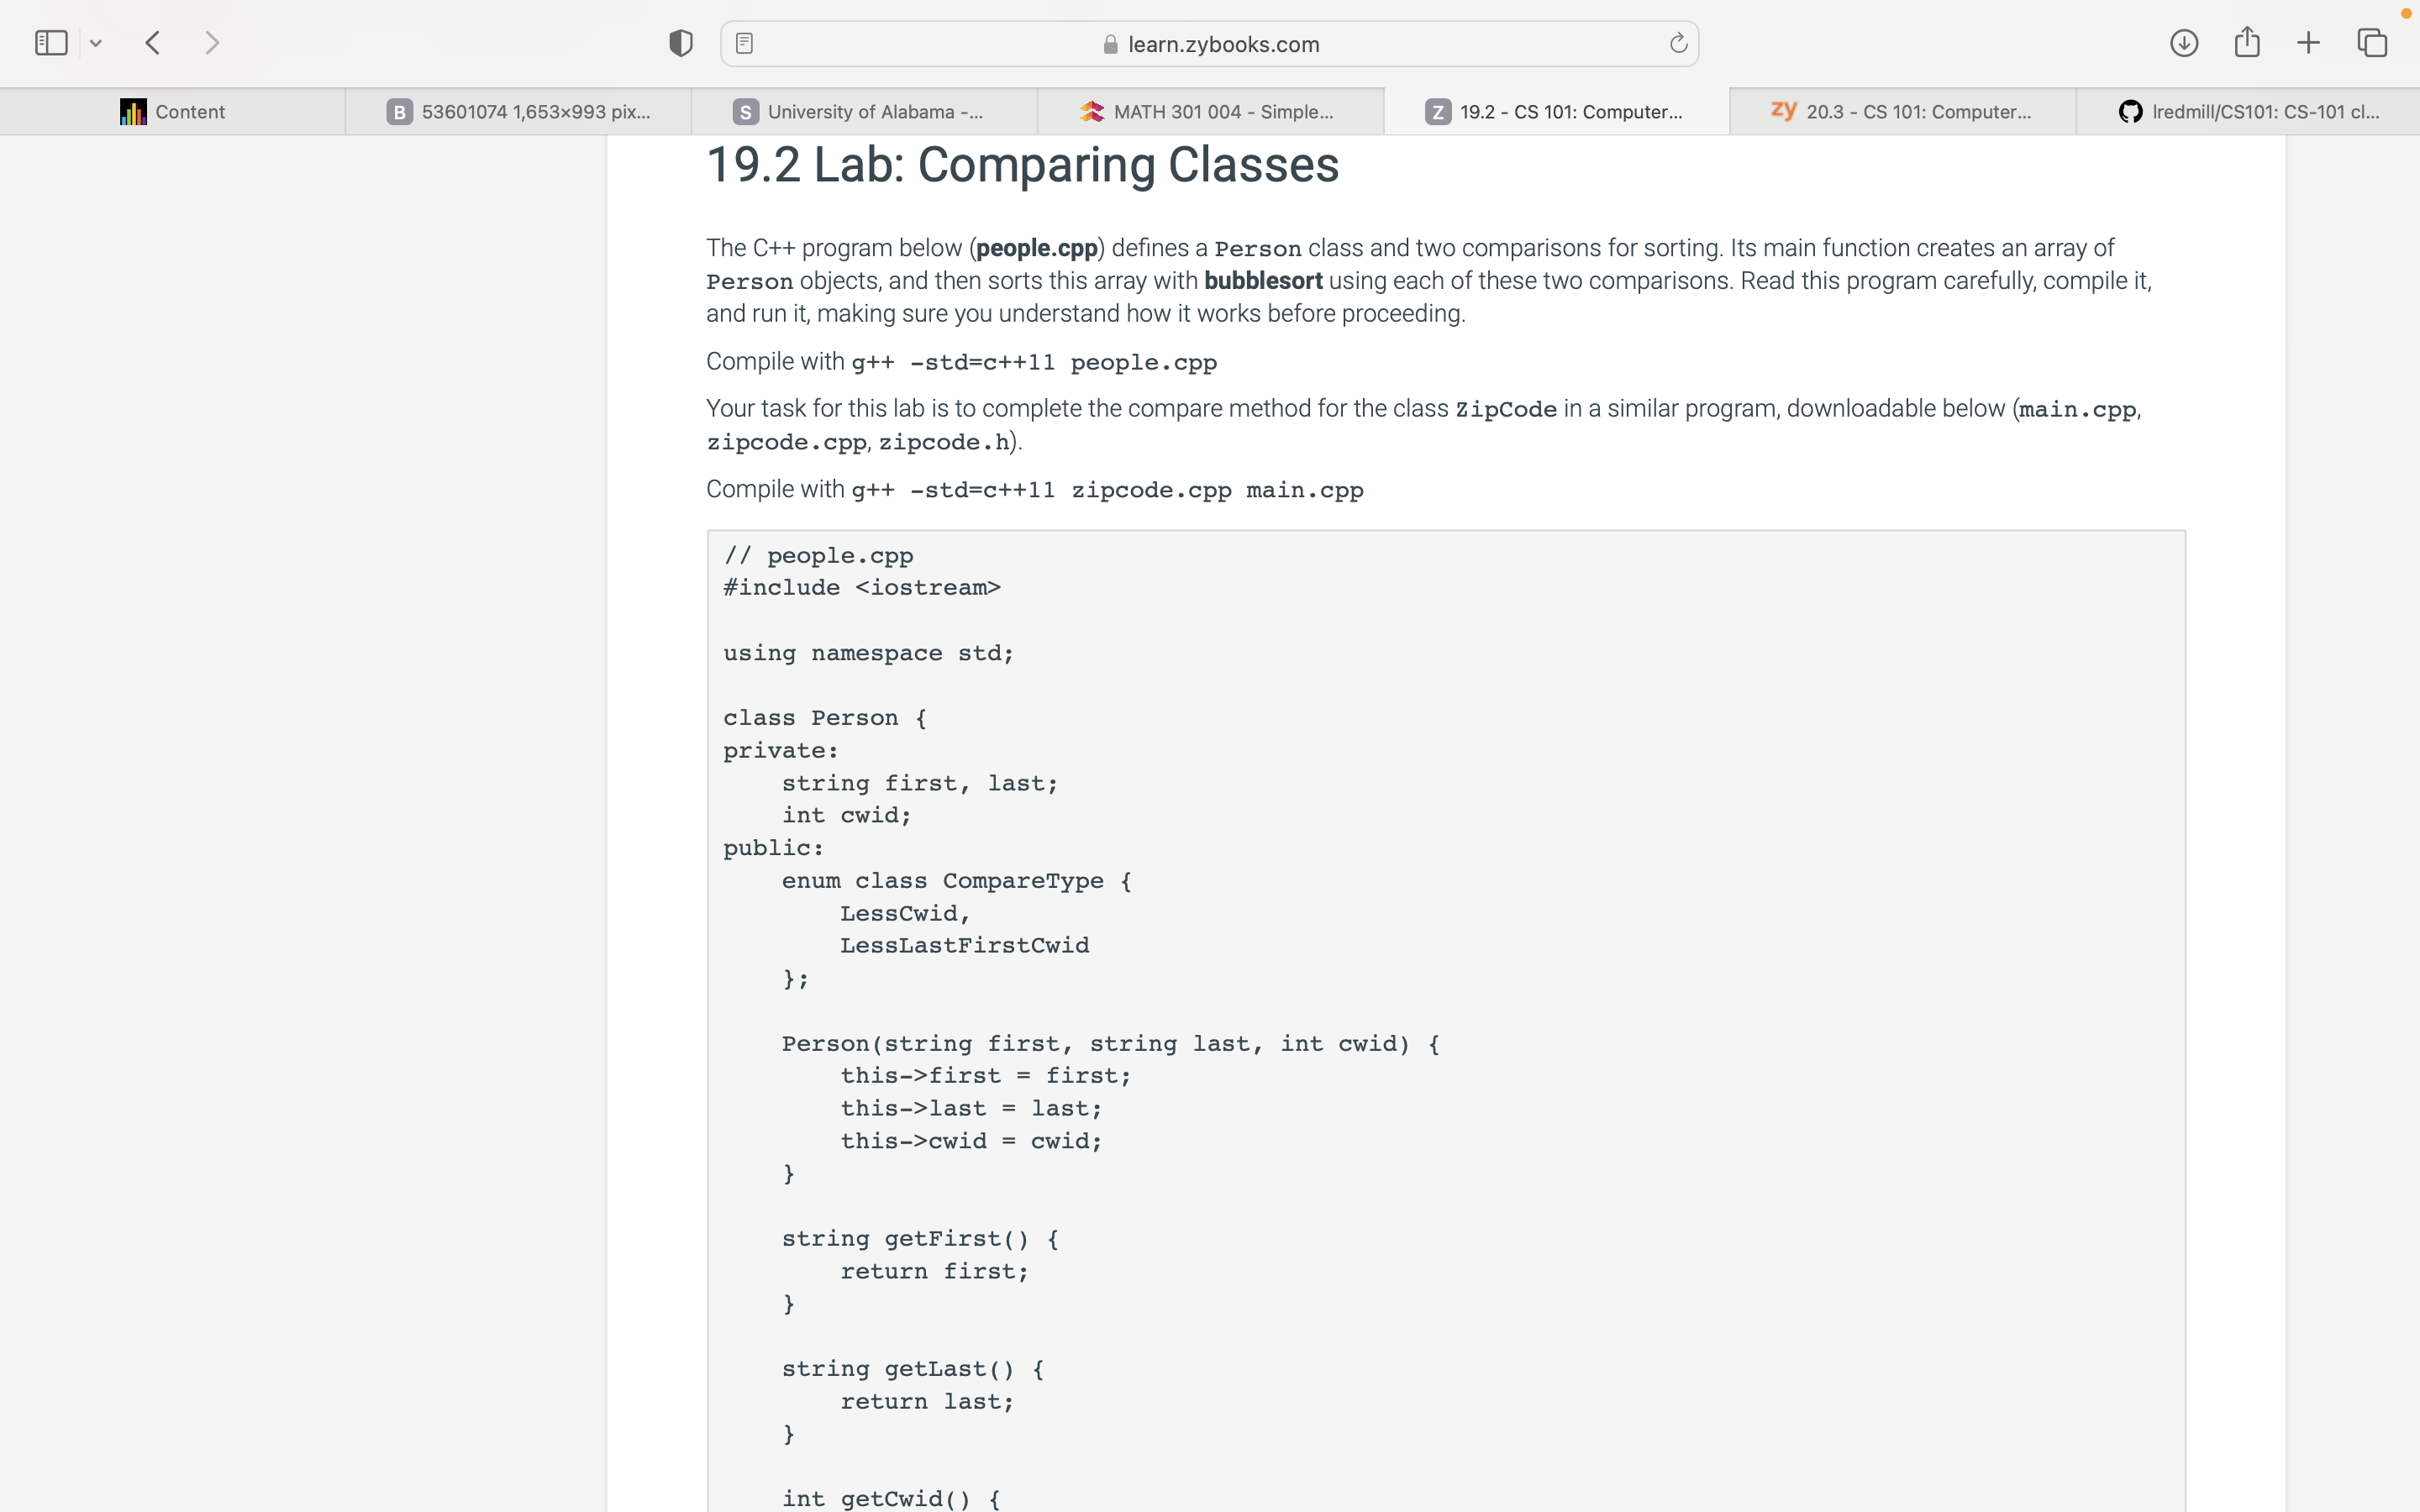 learn.zybooks.com
Content
B 53601074 1,653×993 pix...
S University of Alabama -...
MATH 301 004 - Simple...
Z 19.2 - CS 101: Computer...
zy 20.3 - CS 101: Computer...
lredmill/CS101: CS-101 cl...
19.2 Lab: Comparing Classes
The C++ program below (people.cpp) defines a Person class and two comparisons for sorting. Its main function creates an array of
Person objects, and then sorts this array with bubblesort using each of these two comparisons. Read this program carefully, compile it,
and run it, making sure you understand how it works before proceeding.
Compile with g++ -std=c++11 people.cpp
Your task for this lab is to complete the compare method for the class ZipCode in a similar program, downloadable below (main.cpp,
zipcode.cpp, zipcode.h).
Compile with g++ -std=c++11 zipcode.cpp main.cpp
// people.cpp
#include <iostream>
using namespace std;
class Person {
private:
    string first, last;
    int cwid;
public:
    enum class CompareType {
        LessCwid,
        LessLastFirstCwid
    };
    Person(string first, string last, int cwid) {
        this->first = first;
        this->last = last;
        this->cwid = cwid;
    }
    string getFirst() {
        return first;
    }
    string getLast() {
        return last;
    }
    int getCwid() {